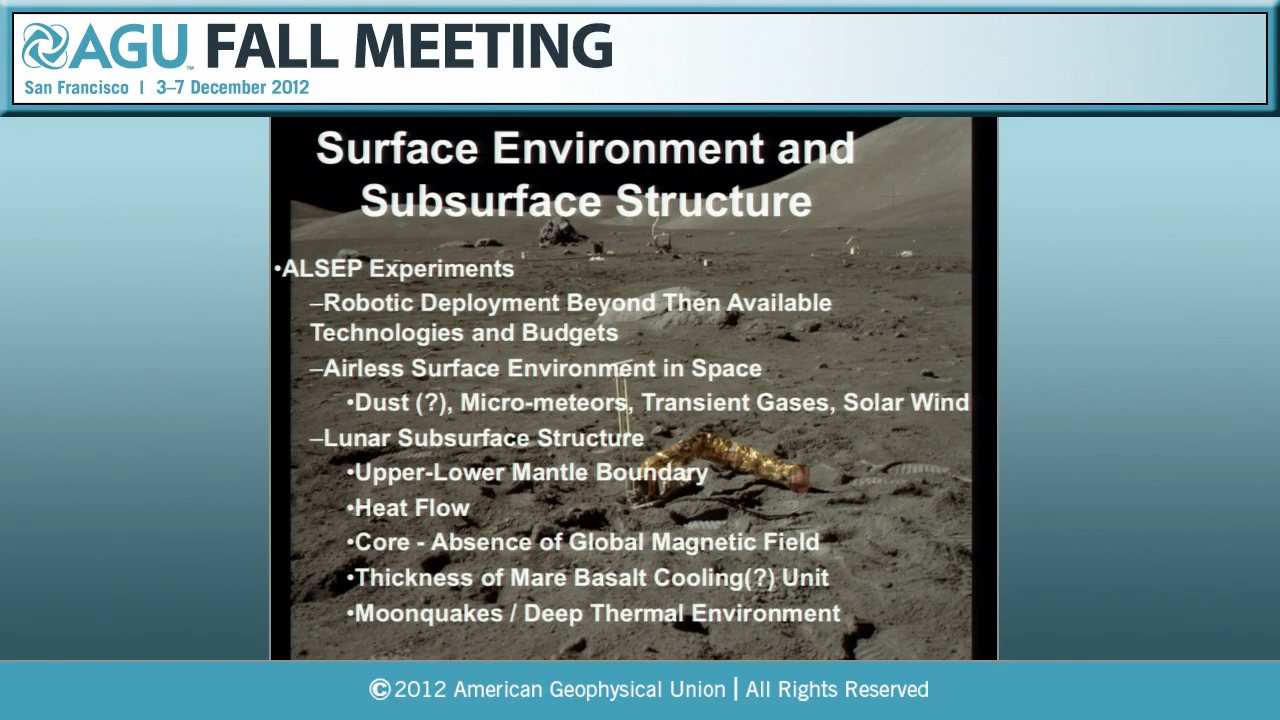 AGU™ FALL MEETING
San Francisco | 3–7 December 2012
Surface Environment and
Subsurface Structure
•ALSEP Experiments
–Robotic Deployment Beyond Then Available
Technologies and Budgets
–Airless Surface Environment in Space
•Dust (?), Micro-meteors, Transient Gases, Solar Wind
–Lunar Subsurface Structure
•Upper-Lower Mantle Boundary
•Heat Flow
•Core - Absence of Global Magnetic Field
•Thickness of Mare Basalt Cooling(?) Unit
•Moonquakes / Deep Thermal Environment
©2012 American Geophysical Union | All Rights Reserved